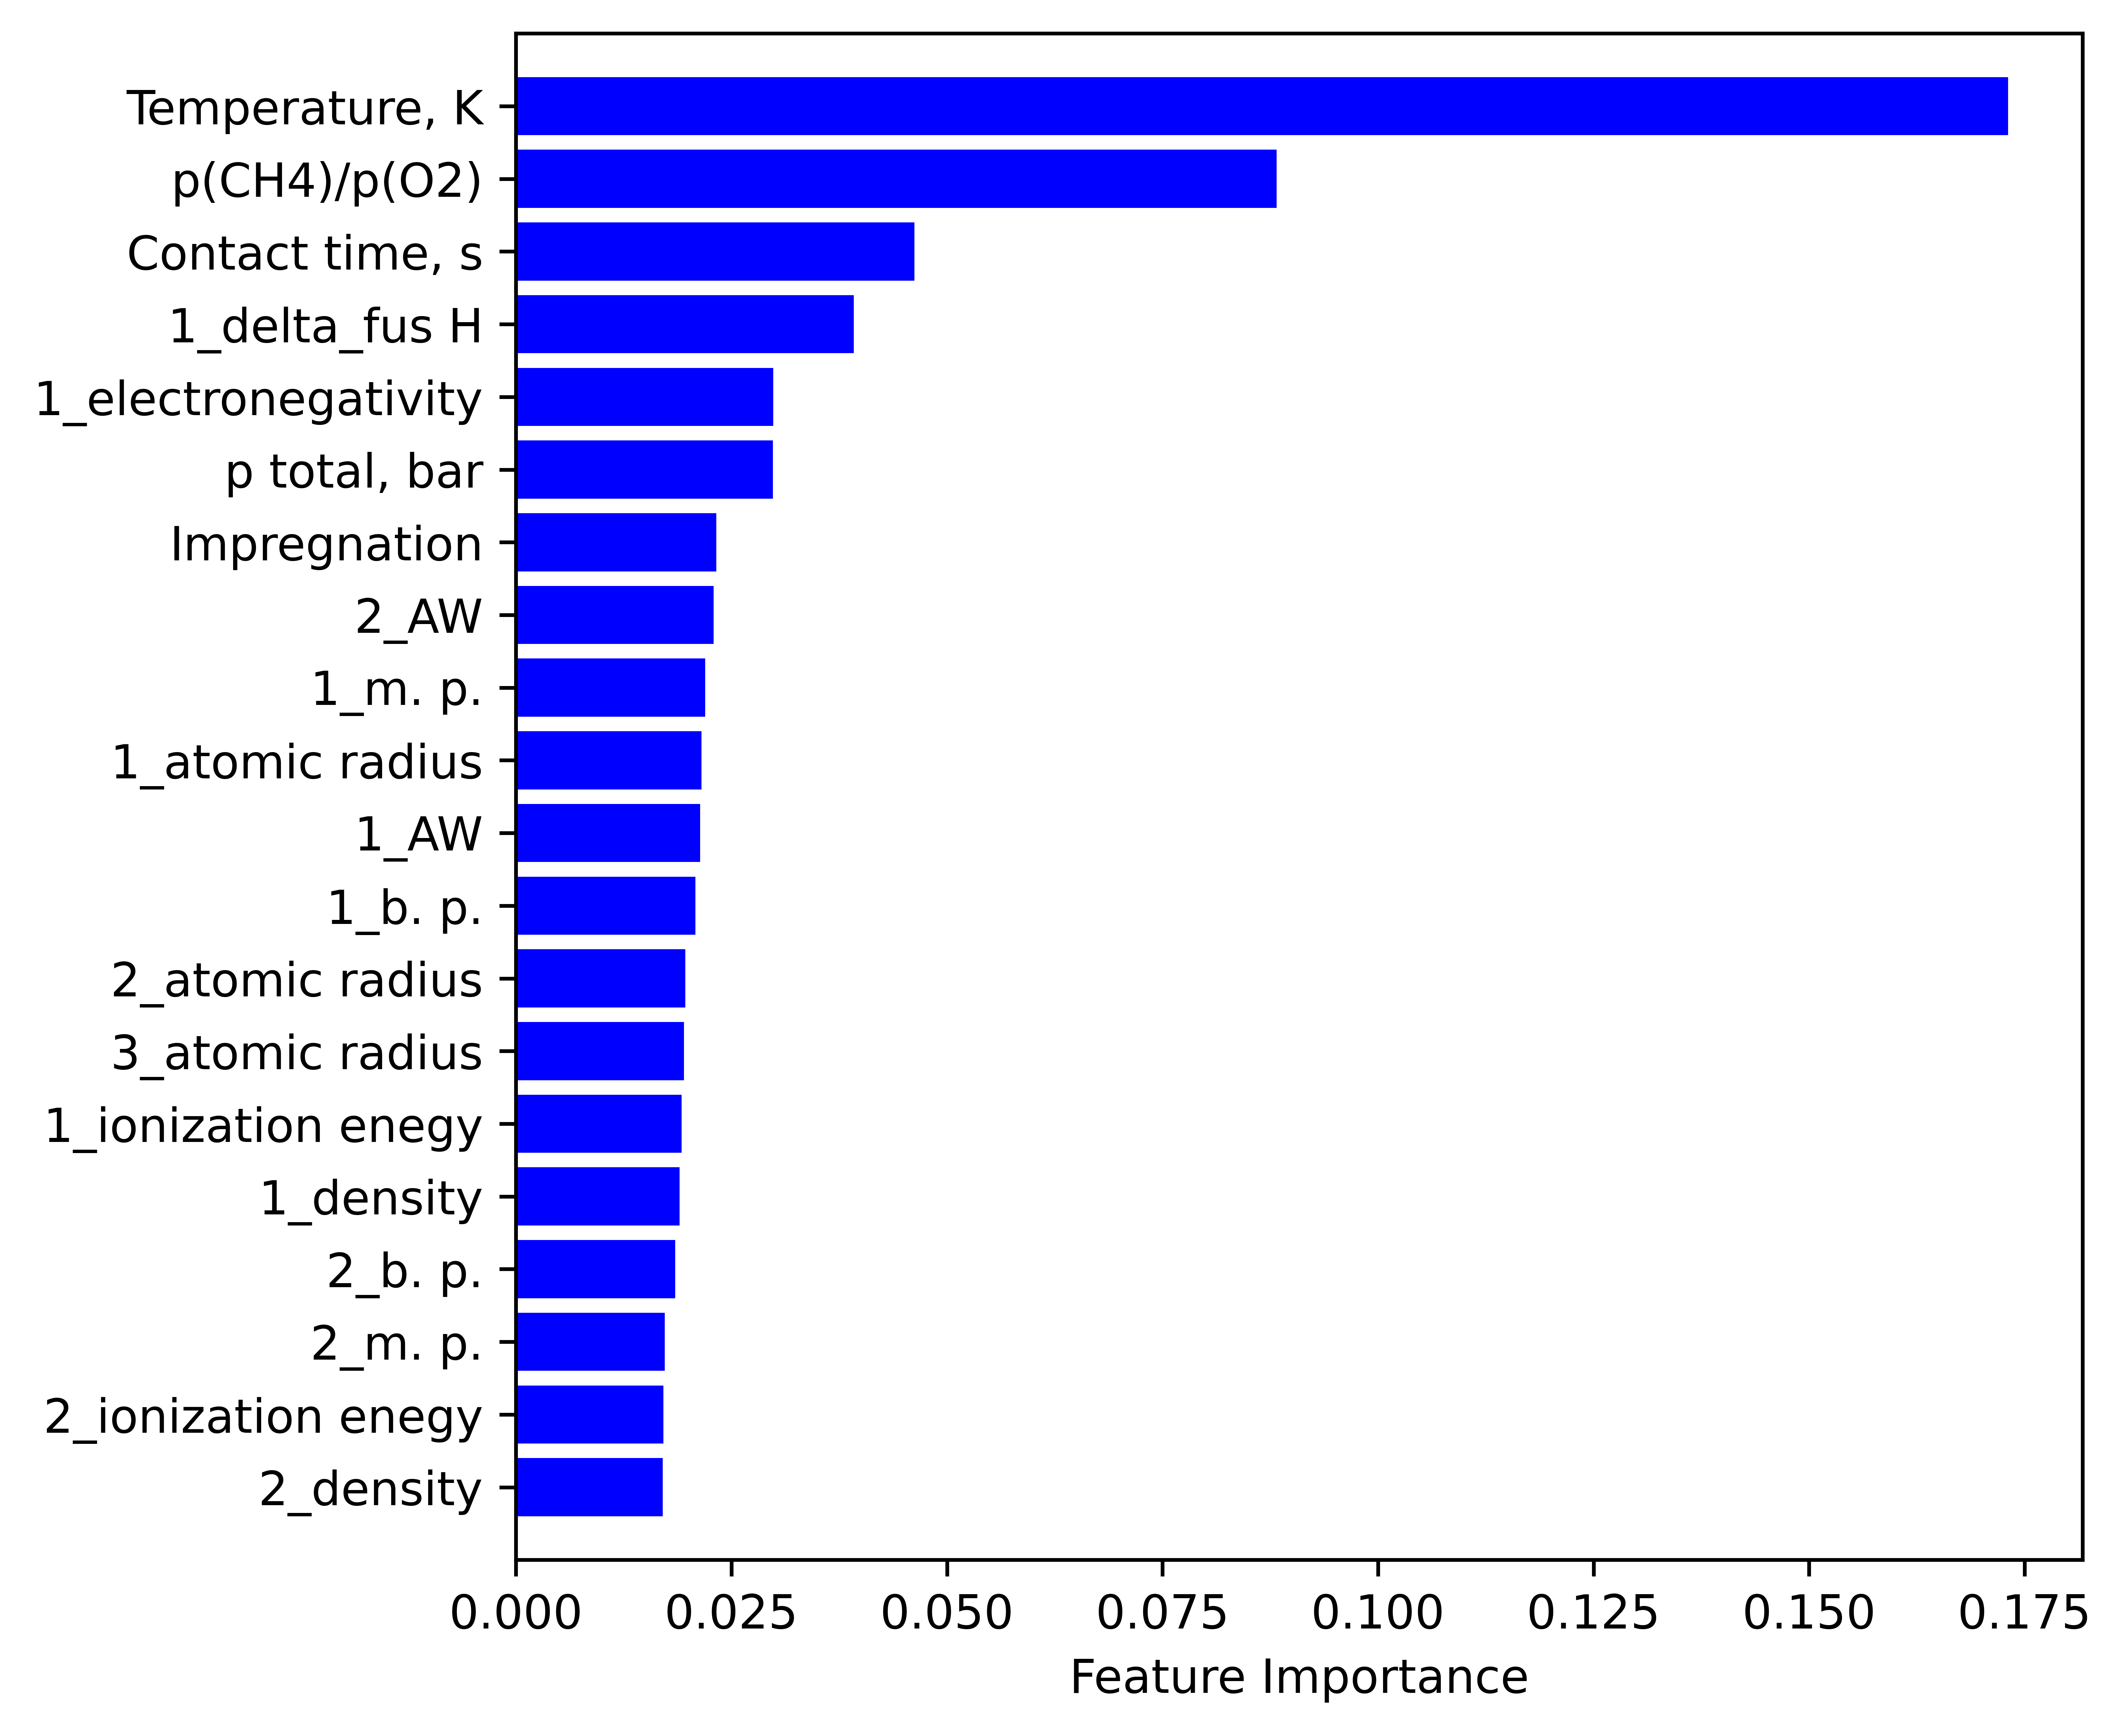 Temperature, K
p(CH4)/p(O2)
Contact time, s
1_delta_fus H
1_electronegativity
p total, bar
Impregnation
2_AW
1_m. p.
1_atomic radius
1_AW
1_b. p.
2_atomic radius
3_atomic radius
1_ionization enegy
1_density
2_b. p.
2_m. p.
2_ionization enegy
2_density
0.000 0.025 0.050 0.075 0.100 0.125 0.150 0.175
Feature Importance